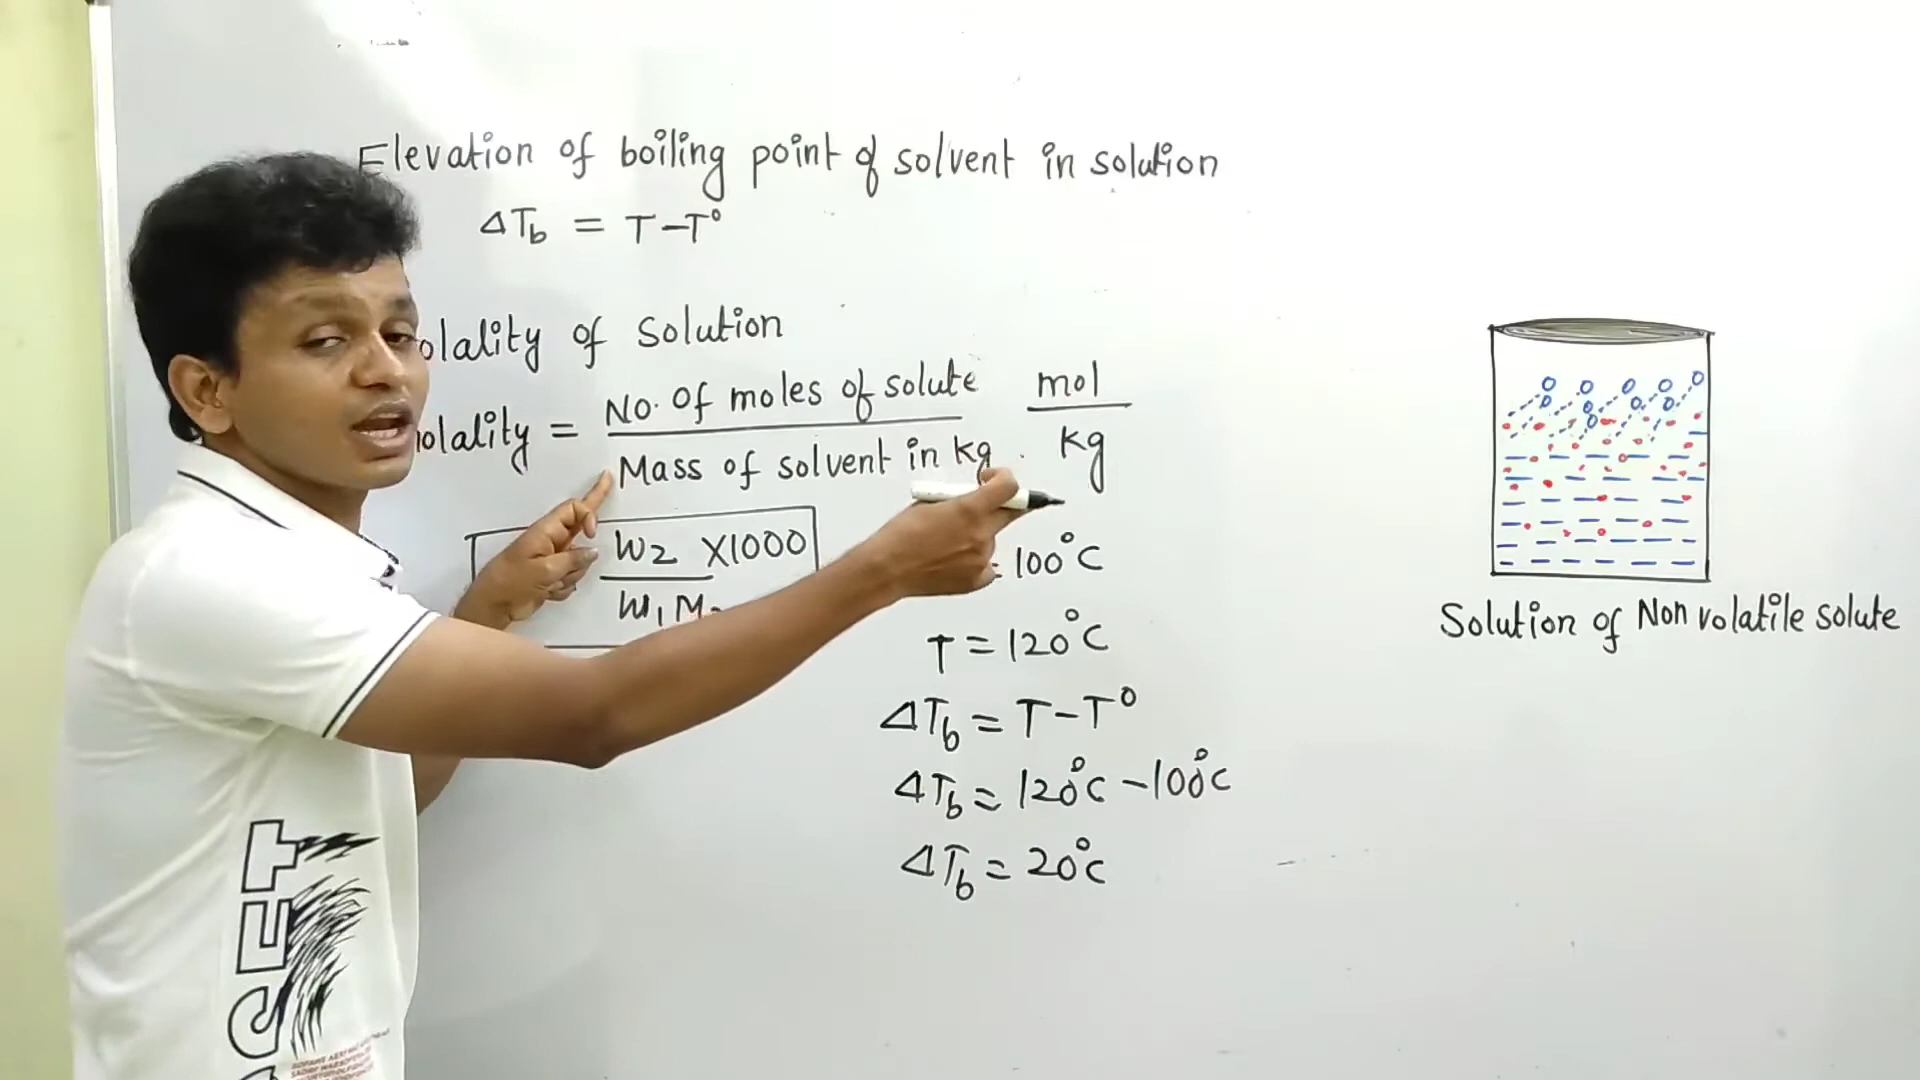 Elevation of boiling point of solvent in solution
ΔTb = T-T°
olality of Solution
olality = No. Of moles of solute mol
Mass of solvent in kg kg
W2 X1000
W1 M
= 100°C
T = 120°C
ΔTb = T-T°
ΔTb = 120°C -100°C
ΔTb = 20°C
Solution of Non volatile solute
CET